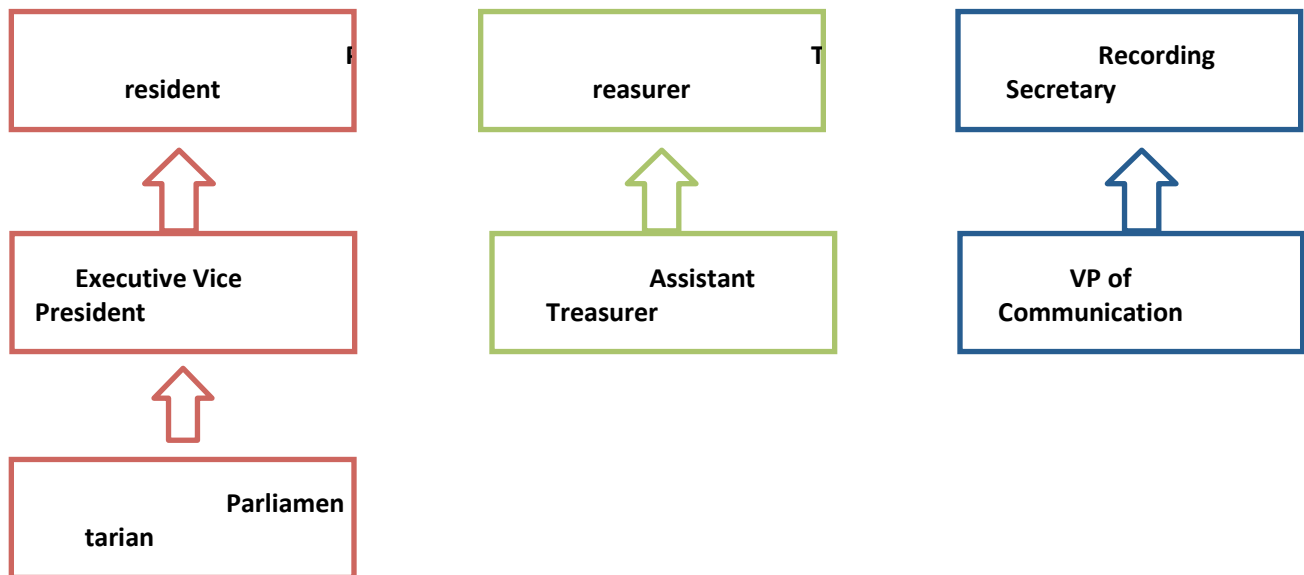 P
resident
T
reasurer
Recording
Secretary
Executive Vice
President
Assistant
Treasurer
VP of
Communication
Parliamen
tarian